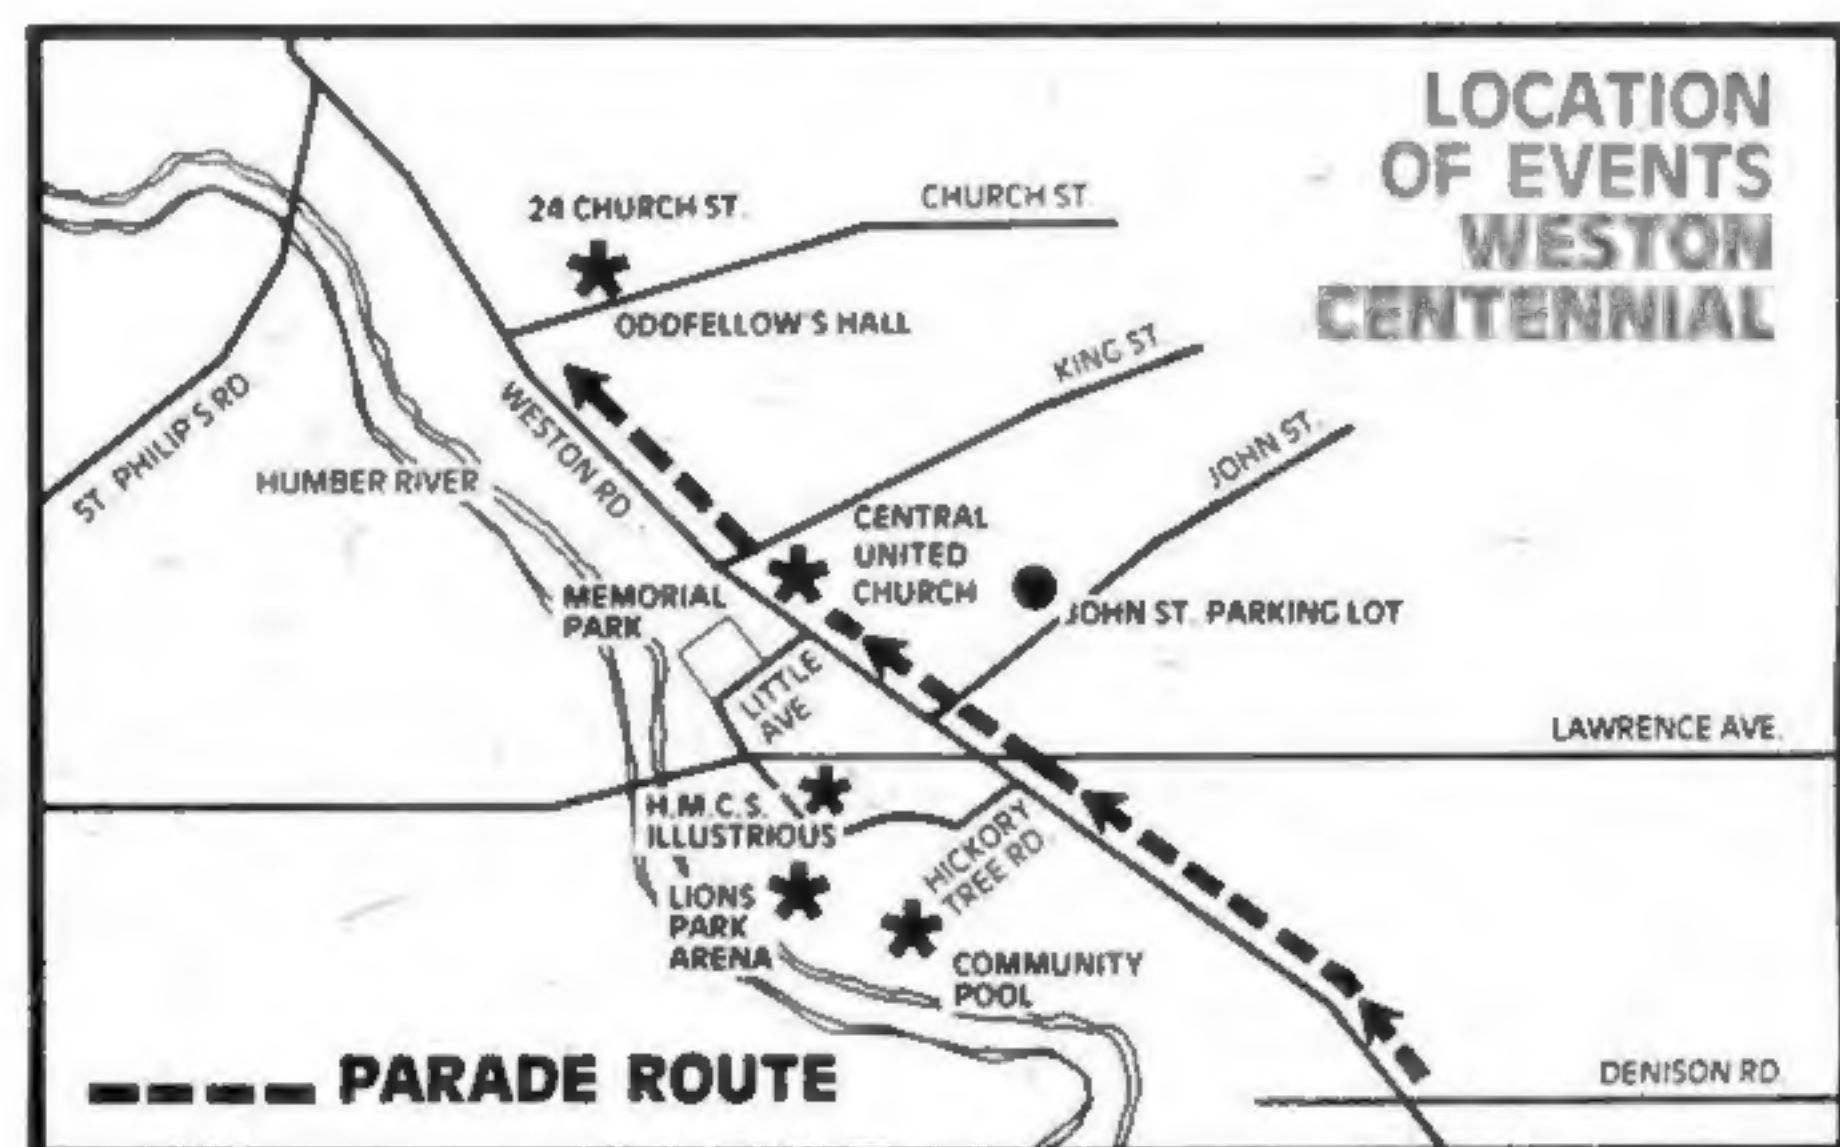 LOCATION
OF EVENTS
WESTON
CENTENNIAL
24 CHURCH ST.
CHURCH ST.
ODDFELLOW'S HALL
KING ST.
JOHN ST.
ST. PHILIP'S RD.
HUMBER RIVER
WESTON RD.
CENTRAL
UNITED
CHURCH
MEMORIAL
PARK
JOHN ST. PARKING LOT
LITTLE
AVE
LAWRENCE AVE.
H.M.C.S.
ILLUSTRIOUS
HICKORY
TREE RD.
LIONS
PARK
ARENA
COMMUNITY
POOL
PARADE ROUTE
DENISON RD.